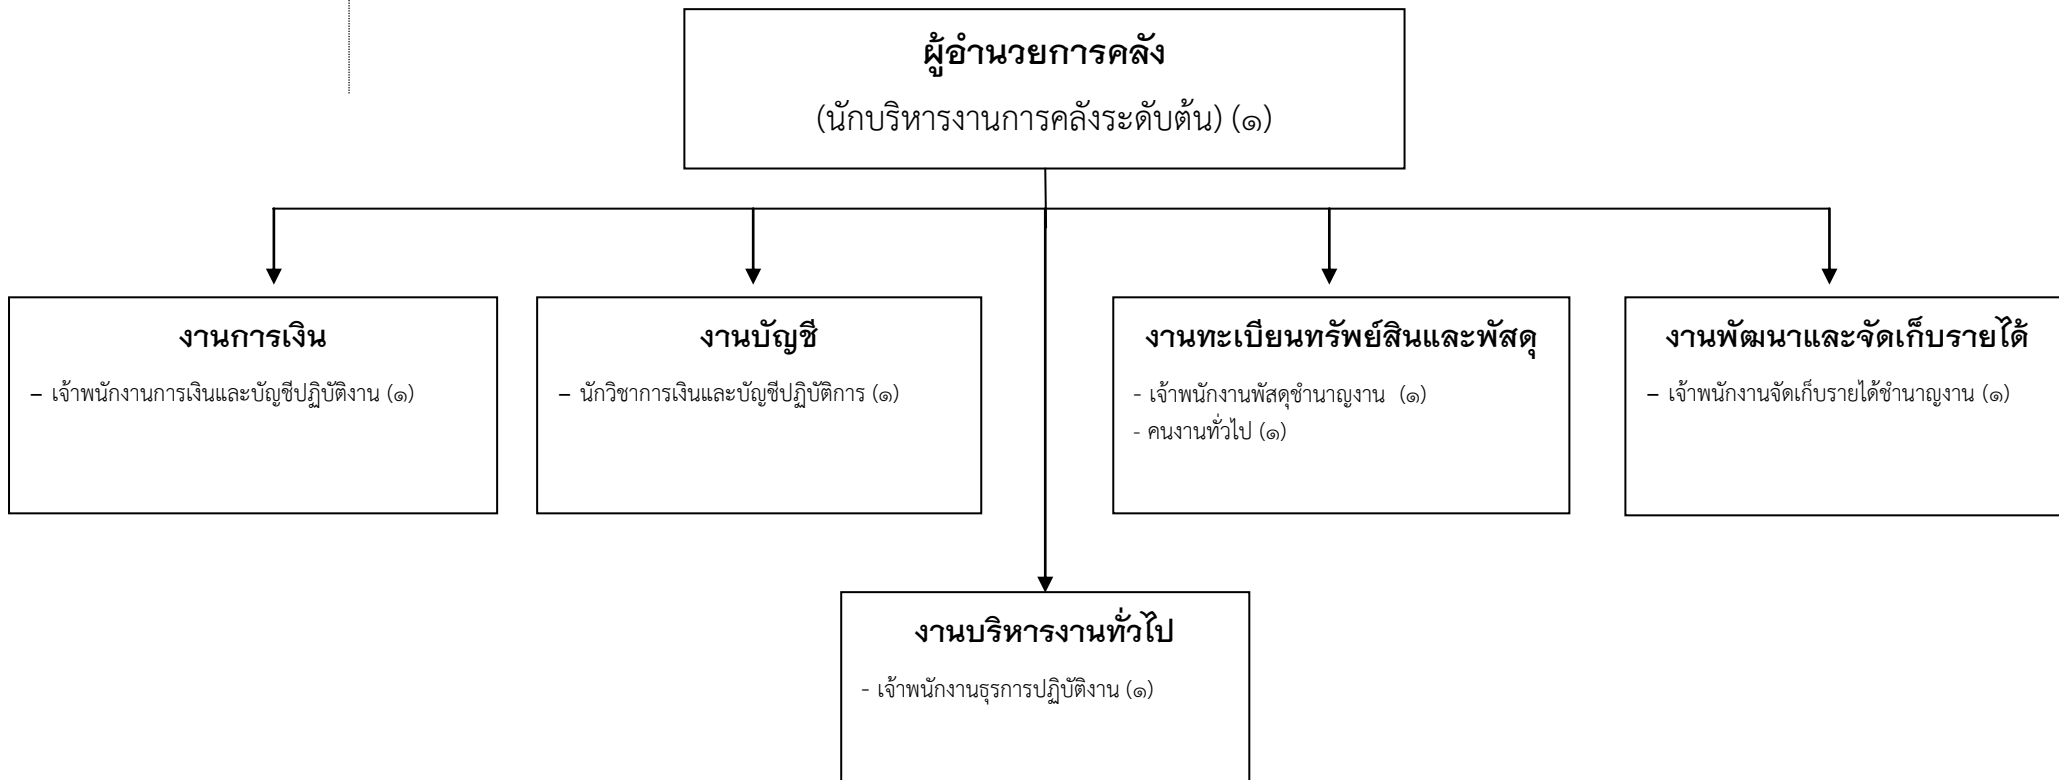 ผู้อำนวยการคลัง
(นักบริหารงานการคลังระดับต้น) (๑)
งานการเงิน
– เจ้าพนักงานการเงินและบัญชีปฏิบัติงาน (๑)
งานบัญชี
– นักวิชาการเงินและบัญชีปฏิบัติการ (๑)
งานทะเบียนทรัพย์สินและพัสดุ
- เจ้าพนักงานพัสดุชำนาญงาน (๑)
- คนงานทั่วไป (๑)
งานพัฒนาและจัดเก็บรายได้
– เจ้าพนักงานจัดเก็บรายได้ชำนาญงาน (๑)
งานบริหารงานทั่วไป
- เจ้าพนักงานธุรการปฏิบัติงาน (๑)